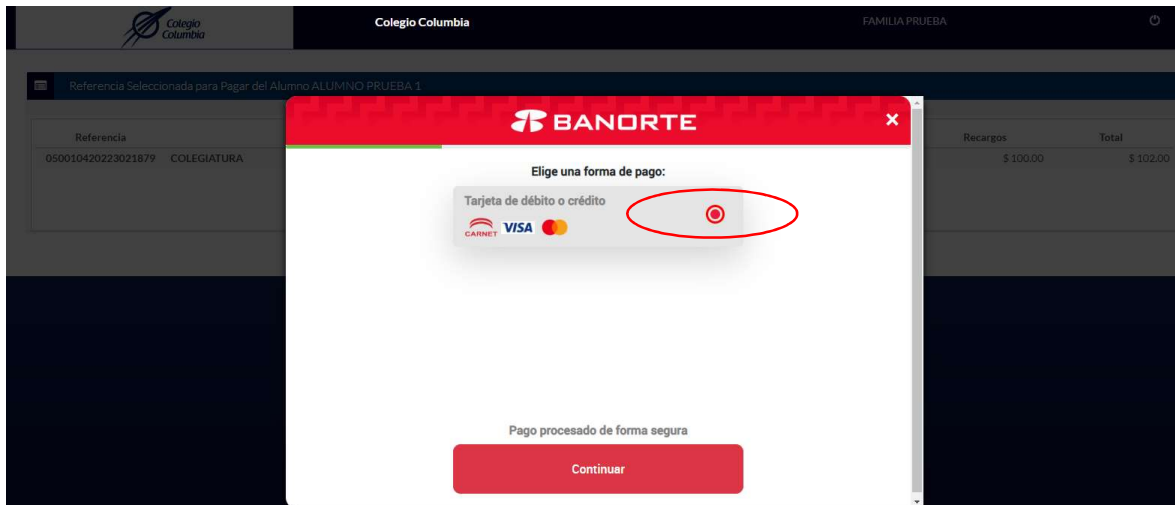 Colegio
Columbia
Colegio Columbia
FAMILIA PRUEBA
Referencia Seleccionada para Pagar del Alumno ALUMNO PRUEBA 1
BANORTE
Elige una forma de pago:
Tarjeta de débito o crédito
CARNET VISA
Referencia
Recargos Total
050010420223021879 COLEGIATURA
$ 100.00 $ 102.00
Pago procesado de forma segura
Continuar